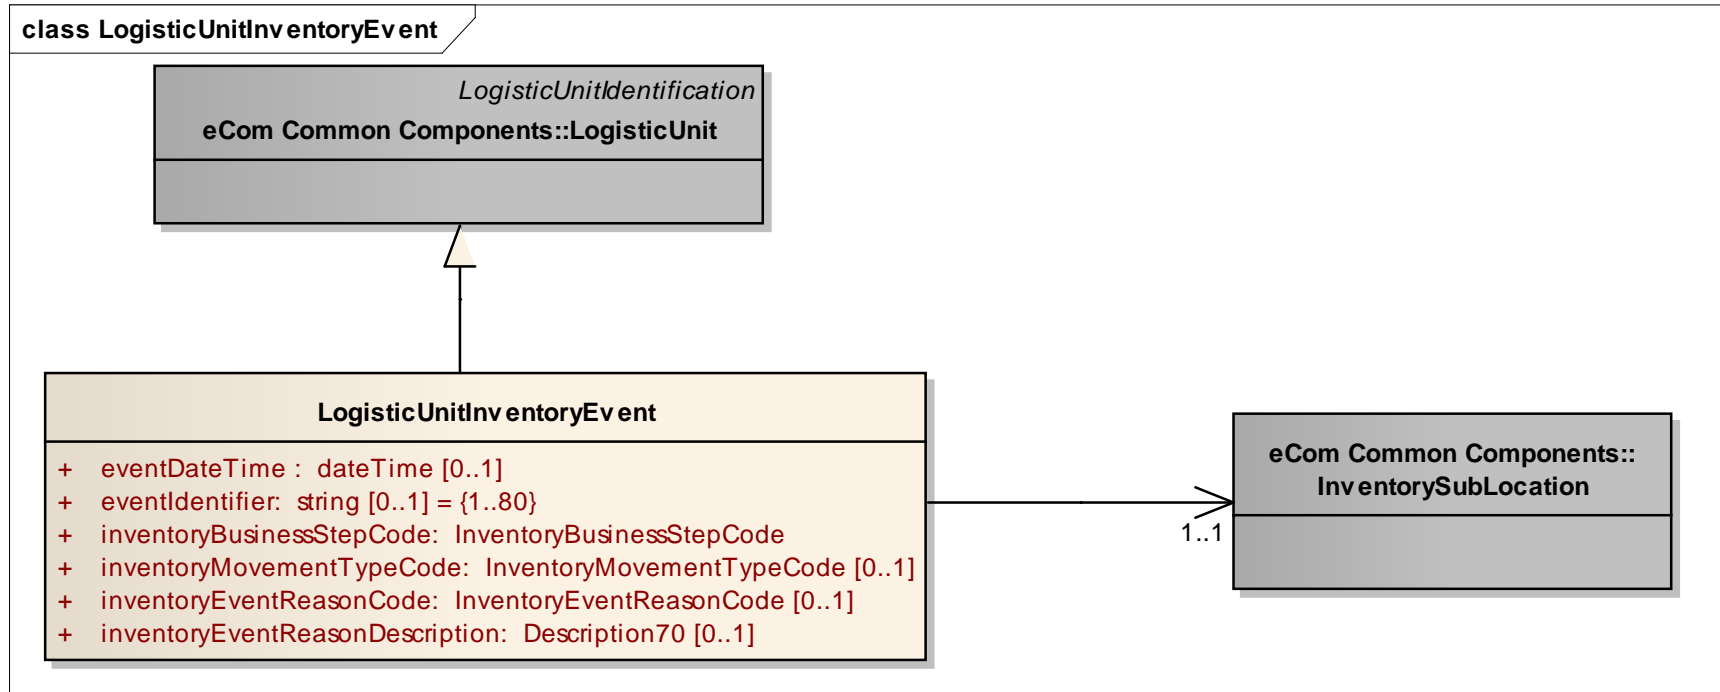 class LogisticUnitInventoryEvent
LogisticUnitIdentification
eCom Common Components::LogisticUnit
LogisticUnitInventoryEvent
+ eventDateTime : dateTime [0..1]
+ eventIdentifier: string [0..1] = {1..80}
+ inventoryBusinessStepCode: InventoryBusinessStepCode
+ inventoryMovementTypeCode: InventoryMovementTypeCode [0..1]
+ inventoryEventReasonCode: InventoryEventReasonCode [0..1]
+ inventoryEventReasonDescription: Description70 [0..1]
1..1
eCom Common Components::
InventorySubLocation